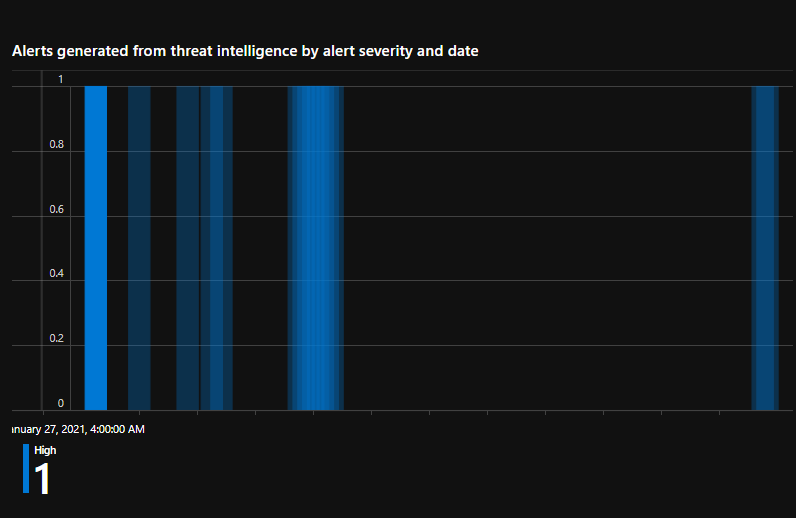 Alerts generated from threat intelligence by alert severity and date
1
0.8
0.6
0.4
0.2
0
anuary 27, 2021, 4:00:00 AM
High
1